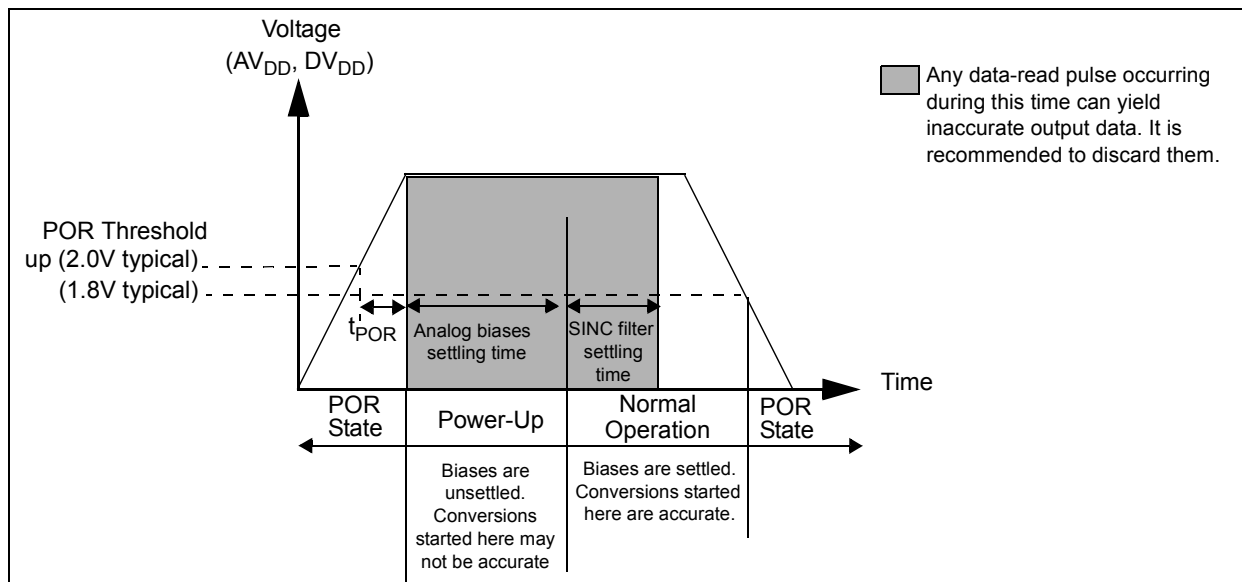 Voltage
(AVDD, DVDD)
Any data-read pulse occurring
during this time can yield
inaccurate output data. It is
recommended to discard them.
POR Threshold
up (2.0V typical)
(1.8V typical)
tPOR
Analog biases
settling time
SINC filter
settling
time
Time
POR
State
Power-Up
Normal
Operation
POR
State
Biases are
unsettled.
Conversions
started here may
not be accurate
Biases are settled.
Conversions started
here are accurate.